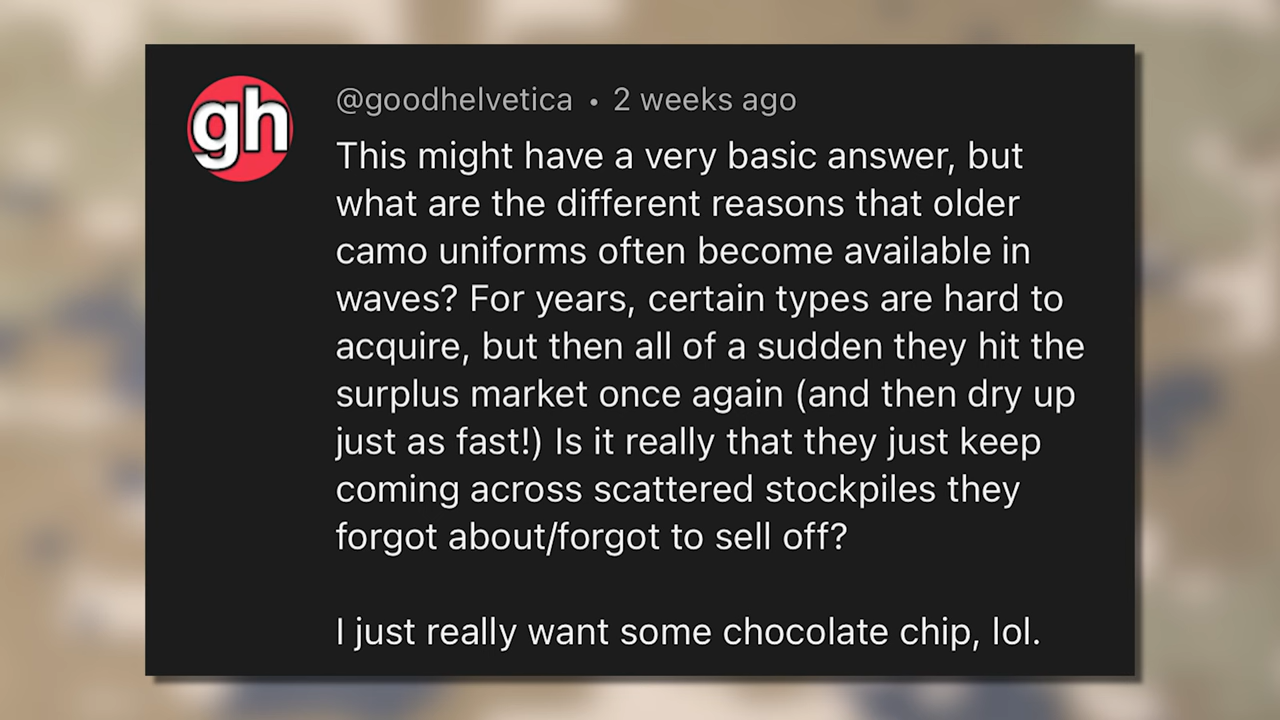 gh
@goodhelvetica • 2 weeks ago
This might have a very basic answer, but
what are the different reasons that older
camo uniforms often become available in
waves? For years, certain types are hard to
acquire, but then all of a sudden they hit the
surplus market once again (and then dry up
just as fast!) Is it really that they just keep
coming across scattered stockpiles they
forgot about/forgot to sell off?
I just really want some chocolate chip, lol.